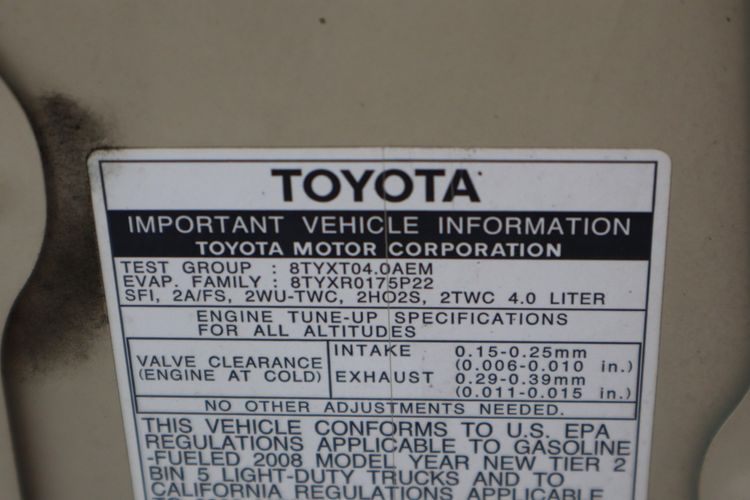 TOYOTA
IMPORTANT VEHICLE INFORMATION
TOYOTA MOTOR CORPORATION
TEST GROUP : 8TYXT04.0AEM
EVAP. FAMILY : 8TYXR0175P22
SFI, 2A/FS, 2WU-TWC, 2HO2S, 2TWC 4.0 LITER
ENGINE TUNE-UP SPECIFICATIONS
FOR ALL ALTITUDES
VALVE CLEARANCE
(ENGINE AT COLD)
INTAKE 0.15-0.25mm
(0.006-0.010 in.)
EXHAUST 0.29-0.39mm
(0.011-0.015 in.)
NO OTHER ADJUSTMENTS NEEDED.
THIS VEHICLE CONFORMS TO U.S. EPA
REGULATIONS APPLICABLE TO GASOLINE
-FUELED 2008 MODEL YEAR NEW TIER 2
BIN 5 LIGHT-DUTY TRUCKS AND TO
CALIFORNIA REGULATIONS APPLICABLE